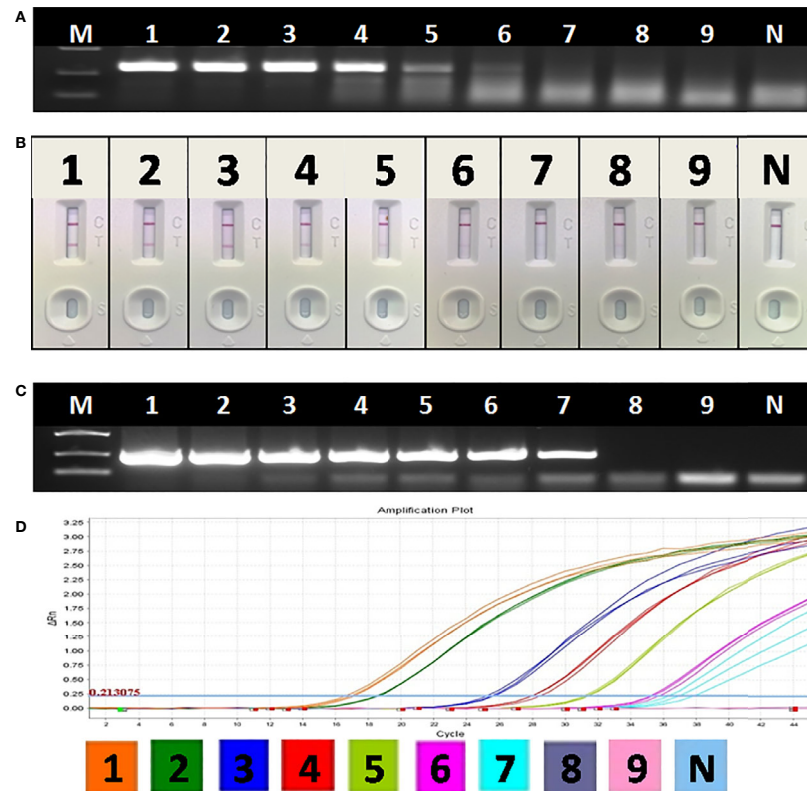 A
M 1 2 3 4 5 6 7 8 9 N
B
1 2 3 4 5 6 7 8 9 N
C C C C C C C C C
T T T T T T T T T
S S S S S S S S S
C
M 1 2 3 4 5 6 7 8 9 N
D
Amplification Plot
3.25
3.00
2.75
2.50
2.25
2.00
1.75
1.50
1.25
1.00
0.75
0.50
0.25
0.213075
0.00
ΔRn
2 4 6 8 10 12 14 16 18 20 22 24 26 28 30 32 34 36 38 40 42 44
Cycle
1 2 3 4 5 6 7 8 9 N